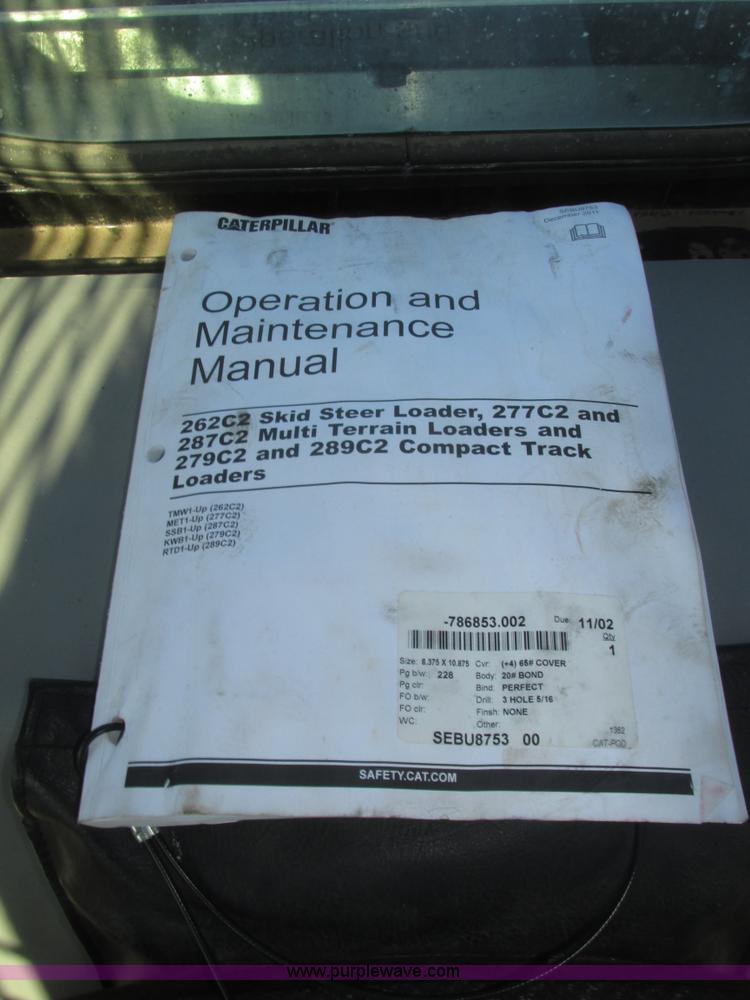 CATERPILLAR
SEBU8753
December 2011
Operation and
Maintenance
Manual
262C2 Skid Steer Loader, 277C2 and
287C2 Multi Terrain Loaders and
279C2 and 289C2 Compact Track
Loaders
TMW1-Up (262C2)
MET1-Up (277C2)
SSB1-Up (287C2)
KWB1-Up (279C2)
RTD1-Up (289C2)
-786853.002 Due: 11/02
Qty
1
Size: 8.375 X 10.875 Cvr: (+4) 65# COVER
Pg b/w: 228 Body: 20# BOND
Pg clr: Bind: PERFECT
FO b/w: Drill: 3 HOLE 5/16
FO clr: Finsh: NONE
WC: Other:
1362
SEBU8753 00 CAT-POD
SAFETY.CAT.COM
www.purplewave.com